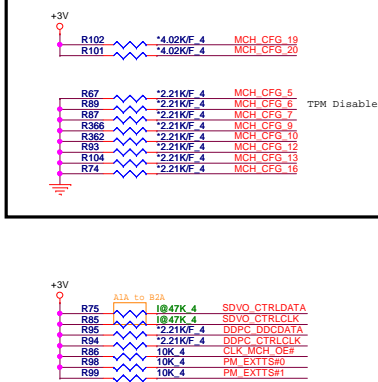 +3V
R102 *4.02K/F_4 MCH_CFG_19
R101 *4.02K/F_4 MCH_CFG_20
R67 *2.21K/F_4 MCH_CFG_5
R89 *2.21K/F_4 MCH_CFG_6 TPM Disable
R87 *2.21K/F_4 MCH_CFG_7
R366 *2.21K/F_4 MCH_CFG_9
R362 *2.21K/F_4 MCH_CFG_10
R93 *2.21K/F_4 MCH_CFG_12
R104 *2.21K/F_4 MCH_CFG_13
R74 *2.21K/F_4 MCH_CFG_16
+3V
A1A to B2A
R75 I@47K_4 SDVO_CTRLDATA
R85 I@47K_4 SDVO_CTRLCLK
R95 *2.21K/F_4 DDPC_DDCDATA
R94 *2.21K/F_4 DDPC_CTRLCLK
R86 10K_4 CLK_MCH_OE#
R98 10K_4 PM_EXTTS#0
R99 10K_4 PM_EXTTS#1